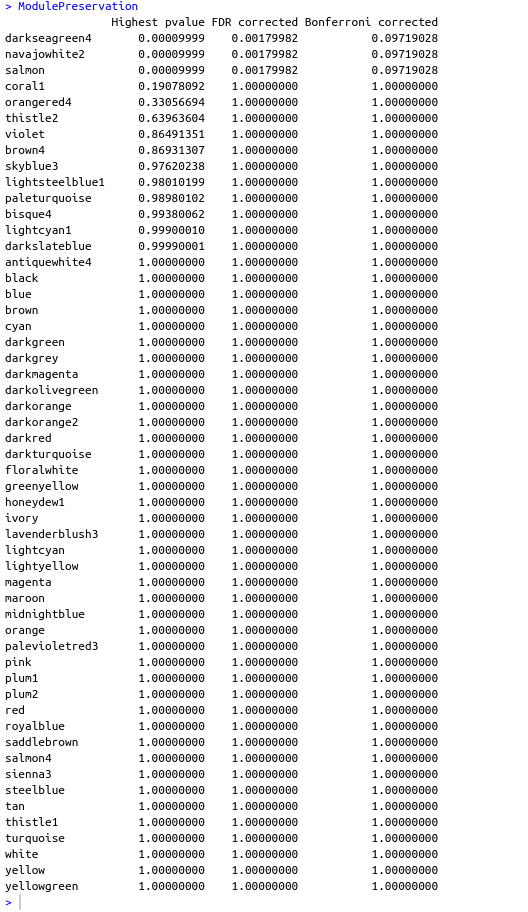 > ModulePreservation
Highest pvalue FDR corrected Bonferroni corrected
darkseagreen4 0.00009999 0.00179982 0.09719028
navajowhite2 0.00009999 0.00179982 0.09719028
salmon 0.00009999 0.00179982 0.09719028
coral1 0.19078092 1.00000000 1.00000000
orangered4 0.33056694 1.00000000 1.00000000
thistle2 0.63963604 1.00000000 1.00000000
violet 0.86491351 1.00000000 1.00000000
brown4 0.86931307 1.00000000 1.00000000
skyblue3 0.97620238 1.00000000 1.00000000
lightsteelblue1 0.98010199 1.00000000 1.00000000
paleturquoise 0.98980102 1.00000000 1.00000000
bisque4 0.99380062 1.00000000 1.00000000
lightcyan1 0.99900010 1.00000000 1.00000000
darkslateblue 0.99990001 1.00000000 1.00000000
antiquewhite4 1.00000000 1.00000000 1.00000000
black 1.00000000 1.00000000 1.00000000
blue 1.00000000 1.00000000 1.00000000
brown 1.00000000 1.00000000 1.00000000
cyan 1.00000000 1.00000000 1.00000000
darkgreen 1.00000000 1.00000000 1.00000000
darkgrey 1.00000000 1.00000000 1.00000000
darkmagenta 1.00000000 1.00000000 1.00000000
darkolivegreen 1.00000000 1.00000000 1.00000000
darkorange 1.00000000 1.00000000 1.00000000
darkorange2 1.00000000 1.00000000 1.00000000
darkred 1.00000000 1.00000000 1.00000000
darkturquoise 1.00000000 1.00000000 1.00000000
floralwhite 1.00000000 1.00000000 1.00000000
greenyellow 1.00000000 1.00000000 1.00000000
honeydew1 1.00000000 1.00000000 1.00000000
ivory 1.00000000 1.00000000 1.00000000
lavenderblush3 1.00000000 1.00000000 1.00000000
lightcyan 1.00000000 1.00000000 1.00000000
lightyellow 1.00000000 1.00000000 1.00000000
magenta 1.00000000 1.00000000 1.00000000
maroon 1.00000000 1.00000000 1.00000000
midnightblue 1.00000000 1.00000000 1.00000000
orange 1.00000000 1.00000000 1.00000000
palevioletred3 1.00000000 1.00000000 1.00000000
pink 1.00000000 1.00000000 1.00000000
plum1 1.00000000 1.00000000 1.00000000
plum2 1.00000000 1.00000000 1.00000000
red 1.00000000 1.00000000 1.00000000
royalblue 1.00000000 1.00000000 1.00000000
saddlebrown 1.00000000 1.00000000 1.00000000
salmon4 1.00000000 1.00000000 1.00000000
sienna3 1.00000000 1.00000000 1.00000000
steelblue 1.00000000 1.00000000 1.00000000
tan 1.00000000 1.00000000 1.00000000
thistle1 1.00000000 1.00000000 1.00000000
turquoise 1.00000000 1.00000000 1.00000000
white 1.00000000 1.00000000 1.00000000
yellow 1.00000000 1.00000000 1.00000000
yellowgreen 1.00000000 1.00000000 1.00000000
>